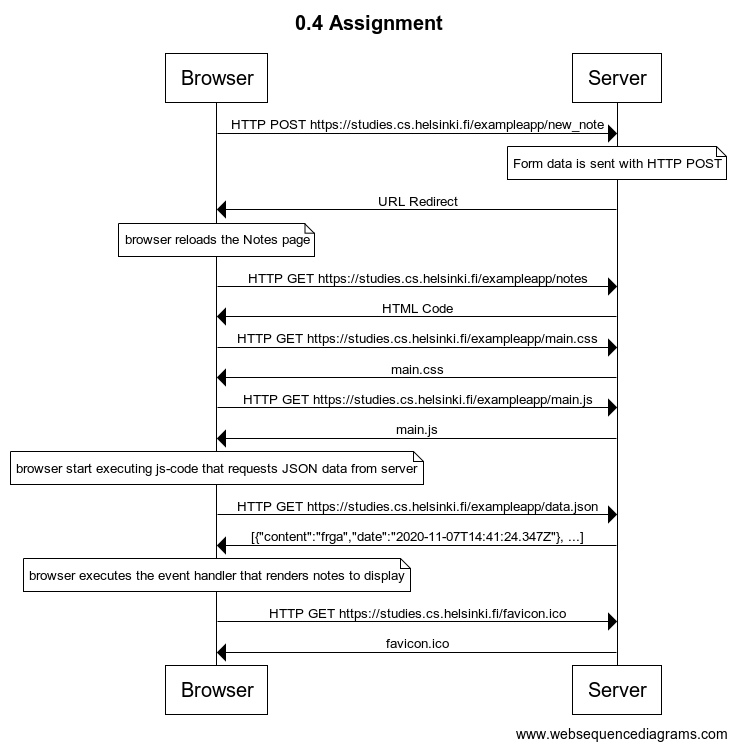 0.4 Assignment
Browser
Server
HTTP POST https://studies.cs.helsinki.fi/exampleapp/new_note
Form data is sent with HTTP POST
URL Redirect
browser reloads the Notes page
HTTP GET https://studies.cs.helsinki.fi/exampleapp/notes
HTML Code
HTTP GET https://studies.cs.helsinki.fi/exampleapp/main.css
main.css
HTTP GET https://studies.cs.helsinki.fi/exampleapp/main.js
main.js
browser start executing js-code that requests JSON data from server
HTTP GET https://studies.cs.helsinki.fi/exampleapp/data.json
[{"content":"frga","date":"2020-11-07T14:41:24.347Z"}, ...]
browser executes the event handler that renders notes to display
HTTP GET https://studies.cs.helsinki.fi/favicon.ico
favicon.ico
Browser
Server
www.websequencediagrams.com